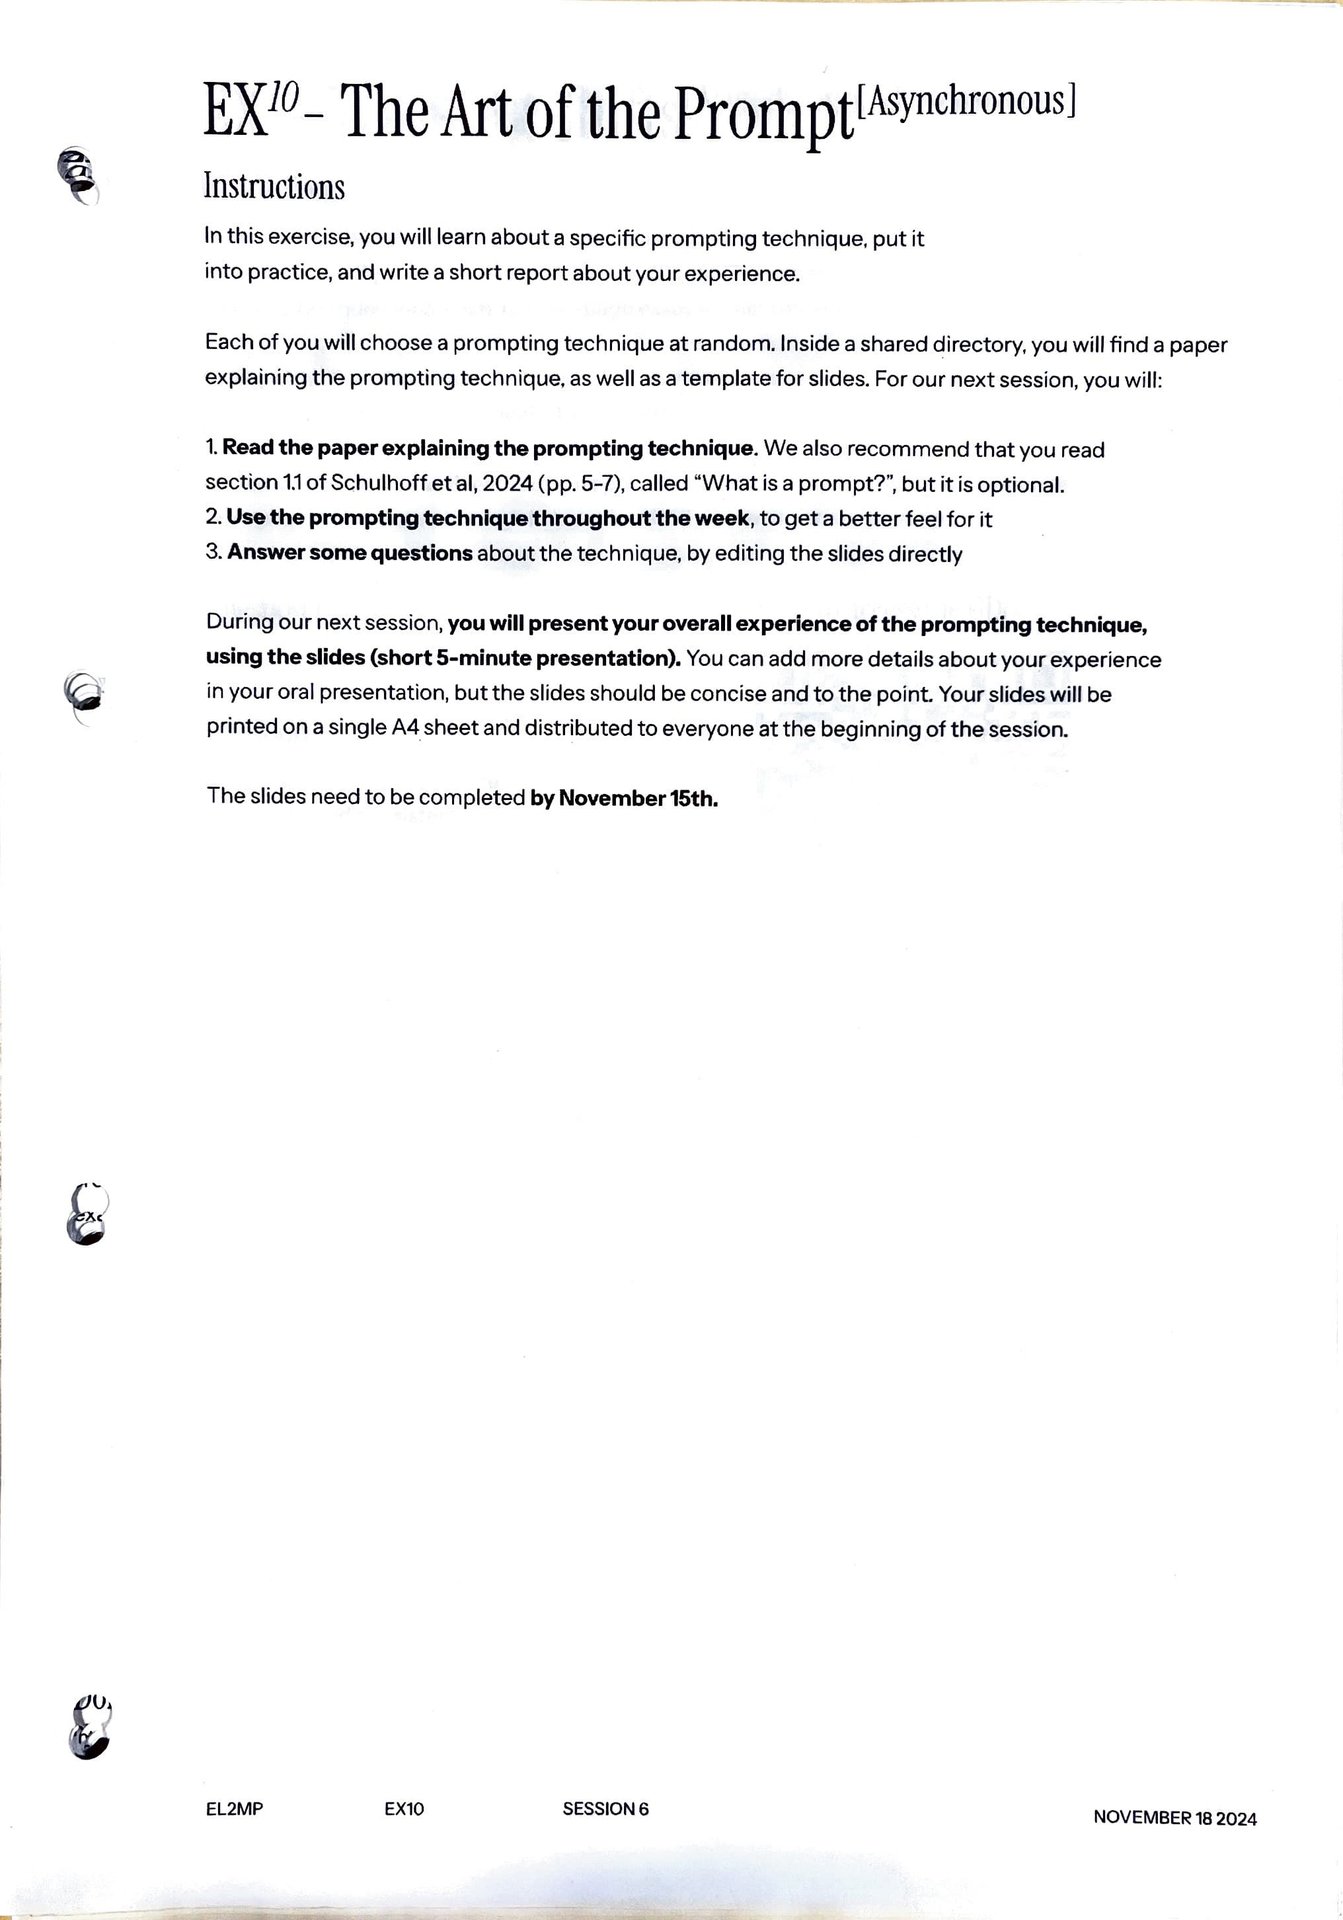 EX10 – The Art of the Prompt[Asynchronous]
Instructions
In this exercise, you will learn about a specific prompting technique, put it
into practice, and write a short report about your experience.
Each of you will choose a prompting technique at random. Inside a shared directory, you will find a paper
explaining the prompting technique, as well as a template for slides. For our next session, you will:
1. Read the paper explaining the prompting technique. We also recommend that you read
section 1.1 of Schulhoff et al, 2024 (pp. 5-7), called “What is a prompt?”, but it is optional.
2. Use the prompting technique throughout the week, to get a better feel for it
3. Answer some questions about the technique, by editing the slides directly
During our next session, you will present your overall experience of the prompting technique,
using the slides (short 5-minute presentation). You can add more details about your experience
in your oral presentation, but the slides should be concise and to the point. Your slides will be
printed on a single A4 sheet and distributed to everyone at the beginning of the session.
The slides need to be completed by November 15th.
EL2MP EX10 SESSION 6 NOVEMBER 18 2024